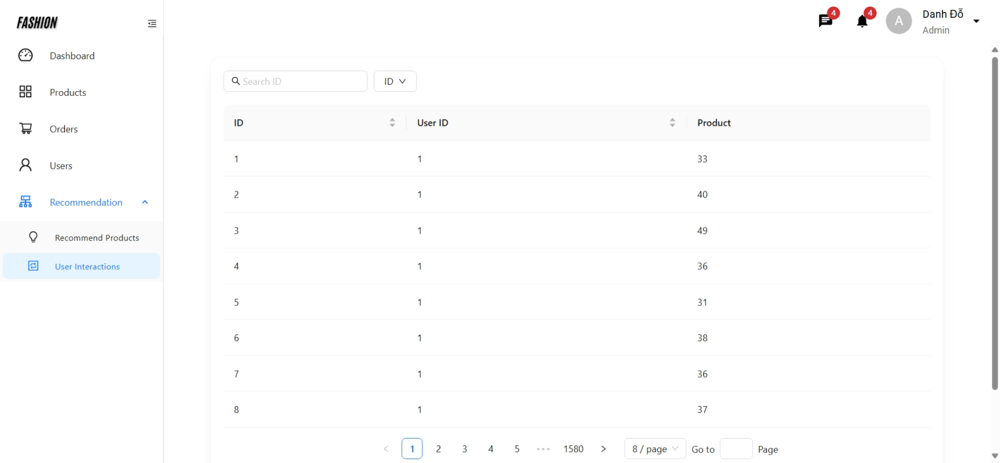 FASHION
4
4
A
Danh Đỗ
Admin
Dashboard
Products
Orders
Users
Recommendation
Recommend Products
User Interactions
Search ID
ID
ID User ID Product
1 1 33
2 1 40
3 1 49
4 1 36
5 1 31
6 1 38
7 1 36
8 1 37
1 2 3 4 5 ••• 1580 8 / page Go to Page